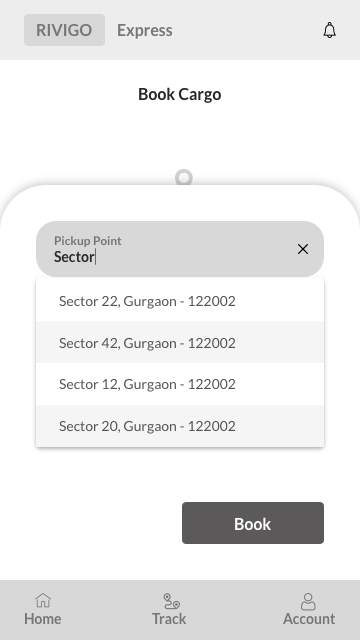 RIVIGO Express
Book Cargo
Pickup Point
Sector
Sector 22, Gurgaon - 122002
Sector 42, Gurgaon - 122002
Sector 12, Gurgaon - 122002
Sector 20, Gurgaon - 122002
Book
Home Track Account